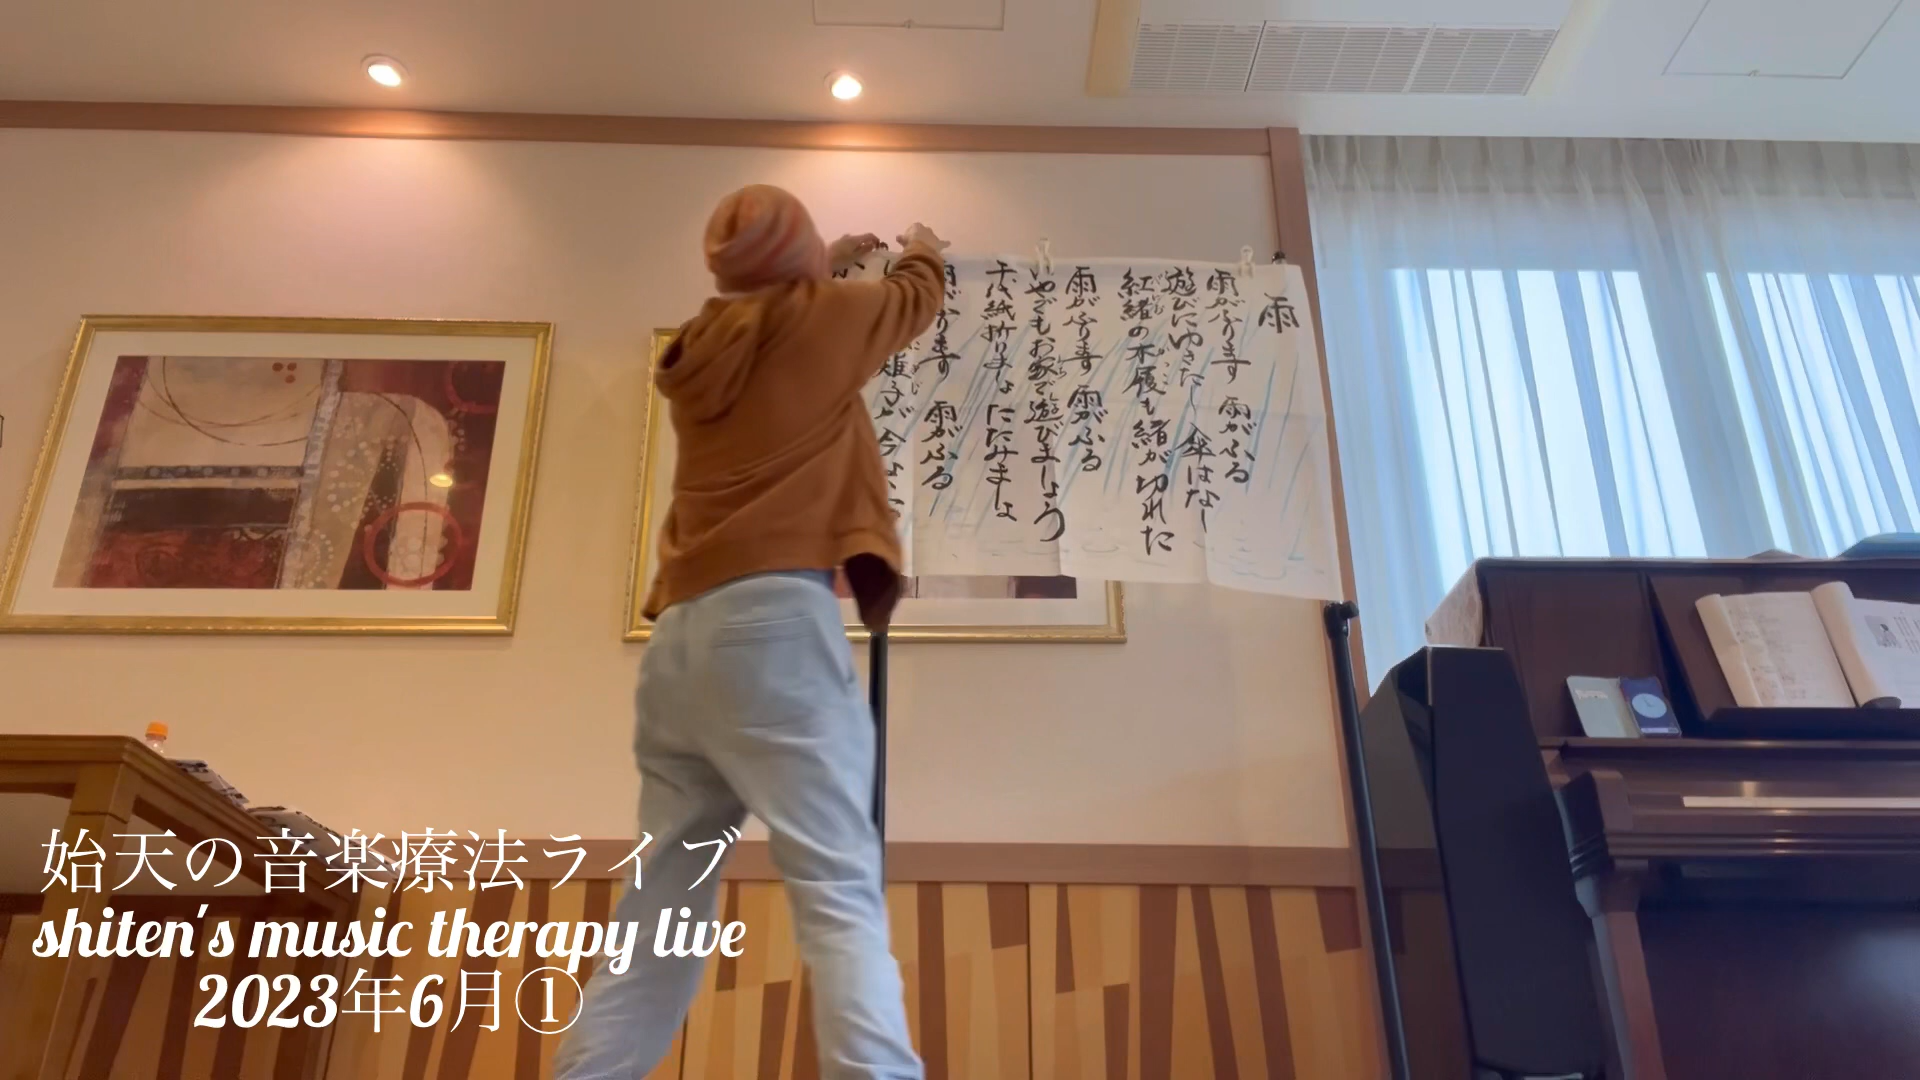 雨
雨がふります 雨がふる
遊びにゆきたし 傘はなし
紅緒の木履も緒が切れた
雨がふります 雨がふる
いやでもお家で遊びましょう
千代紙折りましょ たたみましょ
雨がふります 雨がふる
雉子が今
始天の音楽療法ライブ
shiten's music therapy live
2023年6月①